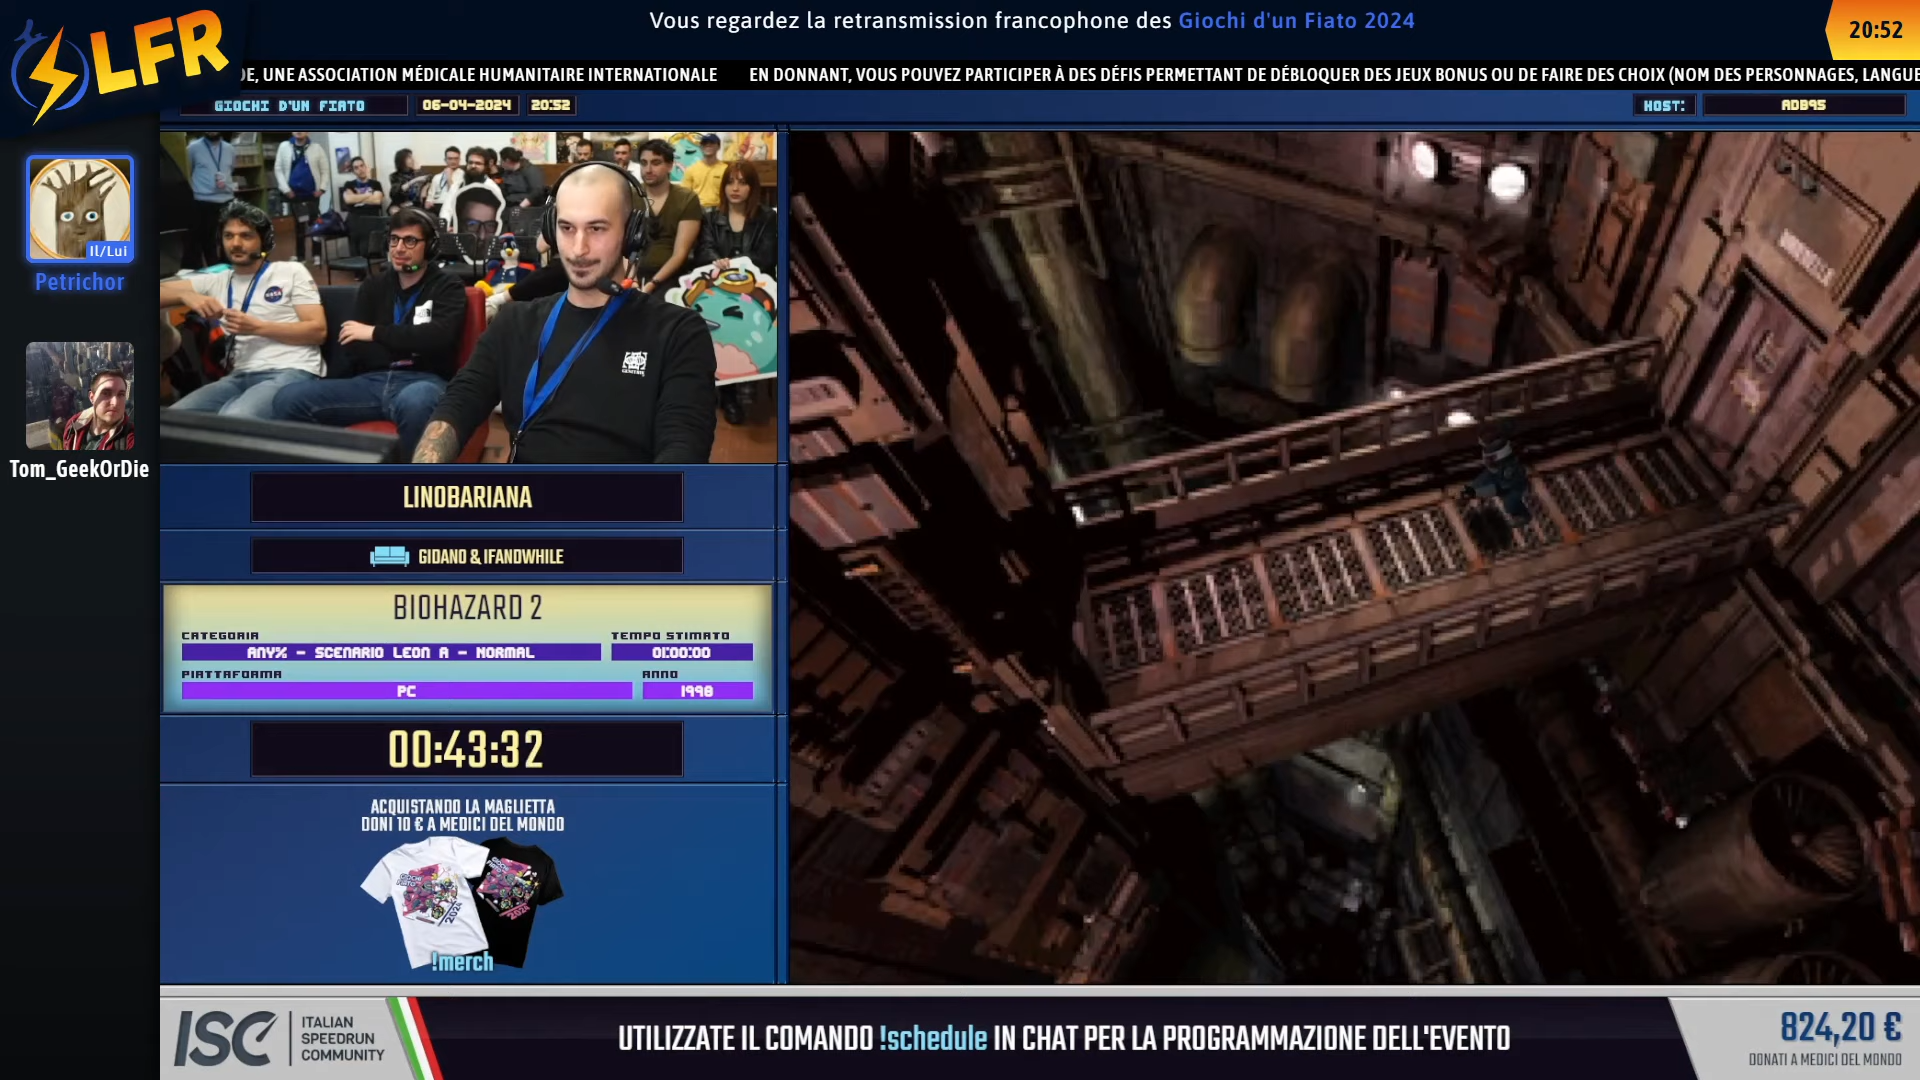 LFR
Vous regardez la retransmission francophone des Giochi d'un Fiato 2024
20:52
DE, UNE ASSOCIATION MÉDICALE HUMANITAIRE INTERNATIONALE EN DONNANT, VOUS POUVEZ PARTICIPER À DES DÉFIS PERMETTANT DE DÉBLOQUER DES JEUX BONUS OU DE FAIRE DES CHOIX (NOM DES PERSONNAGES, LANGUE
GIOCHI D'UN FIATO
06-04-2024
20:52
HOST:
ADB95
Il/Lui
Petrichor
Tom_GeekOrDie
NASA
LINOBARIANA
GIDANO & IFANDWHILE
BIOHAZARD 2
CATEGORIA
TEMPO STIMATO
ANY% - SCENARIO LEON A - NORMAL
01:00:00
PIATTAFORMA
ANNO
PC
1998
00:43:32
ACQUISTANDO LA MAGLIETTA
DONI 10 € A MEDICI DEL MONDO
2024
2024
!merch
ISC
ITALIAN
SPEEDRUN
COMMUNITY
UTILIZZATE IL COMANDO !schedule IN CHAT PER LA PROGRAMMAZIONE DELL'EVENTO
824,20 €
DONATI A MEDICI DEL MONDO